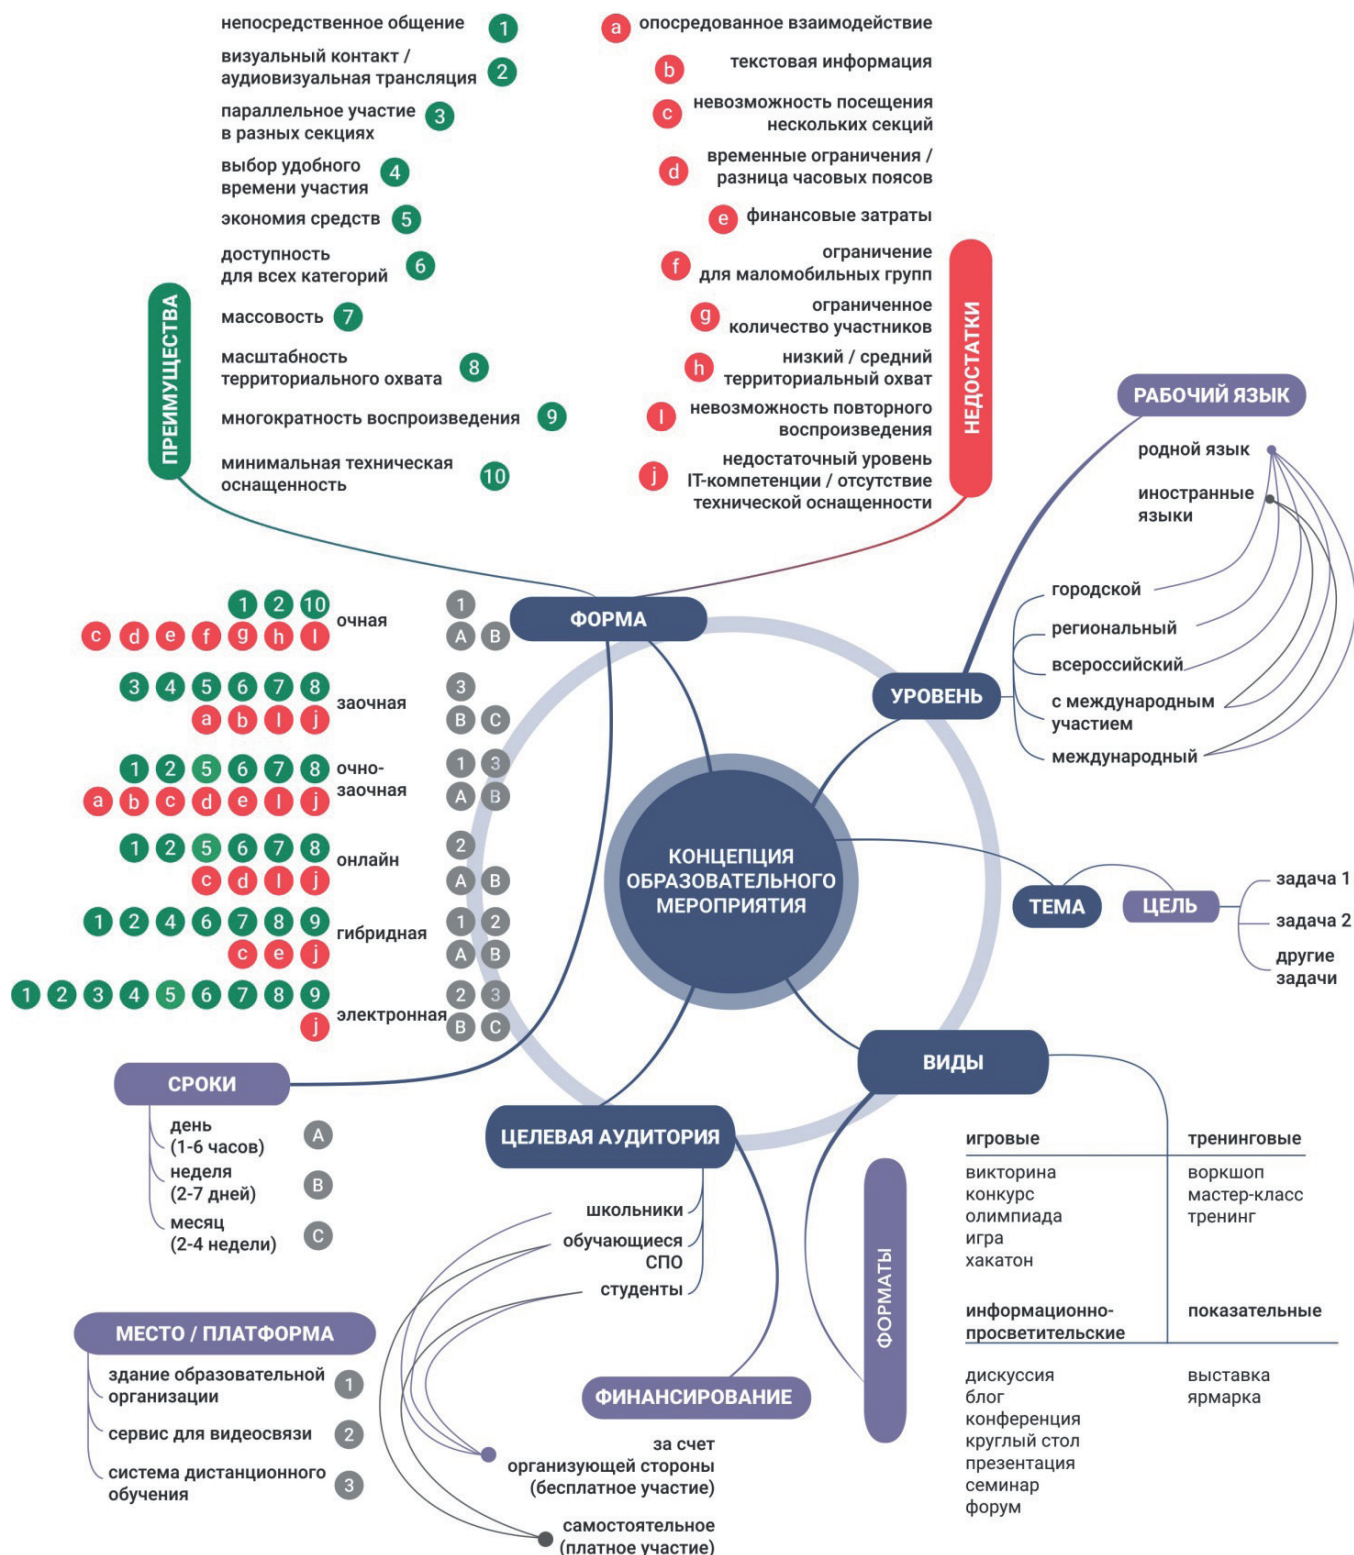 непосредственное общение 1
визуальный контакт /
аудиовизуальная трансляция 2
параллельное участие
в разных секциях 3
выбор удобного
времени участия 4
экономия средств 5
доступность
для всех категорий 6
массовость 7
масштабность
территориального охвата 8
многократность воспроизведения 9
минимальная техническая
оснащенность 10
ПРЕИМУЩЕСТВА
a опосредованное взаимодействие
b текстовая информация
c невозможность посещения
нескольких секций
d временные ограничения /
разница часовых поясов
e финансовые затраты
f ограничение
для маломобильных групп
g ограниченное
количество участников
h низкий / средний
территориальный охват
I невозможность повторного
воспроизведения
j недостаточный уровень
IT-компетенции / отсутствие
технической оснащенности
НЕДОСТАТКИ
РАБОЧИЙ ЯЗЫК
родной язык
иностранные
языки
городской
региональный
всероссийский
с международным
участием
международный
УРОВЕНЬ
ФОРМА
1 2 10
c d e f g h I
очная
1
A B
3 4 5 6 7 8
a b I j
заочная
3
B C
1 2 5 6 7 8
a b c d e I j
очно-
заочная
1 3
A B
1 2 5 6 7 8
c d I j
онлайн
2
A B
1 2 4 6 7 8 9
c e j
гибридная
1 2
A B
1 2 3 4 5 6 7 8 9
j
электронная
2 3
B C
КОНЦЕПЦИЯ
ОБРАЗОВАТЕЛЬНОГО
МЕРОПРИЯТИЯ
ТЕМА
ЦЕЛЬ
задача 1
задача 2
другие
задачи
СРОКИ
день
(1-6 часов) A
неделя
(2-7 дней) B
месяц
(2-4 недели) C
МЕСТО / ПЛАТФОРМА
здание образовательной
организации 1
сервис для видеосвязи 2
система дистанционного
обучения 3
ЦЕЛЕВАЯ АУДИТОРИЯ
школьники
обучающиеся
СПО
студенты
ФИНАНСИРОВАНИЕ
за счет
организующей стороны
(бесплатное участие)
самостоятельное
(платное участие)
ВИДЫ
ФОРМАТЫ
игровые
викторина
конкурс
олимпиада
игра
хакатон
тренинговые
воркшоп
мастер-класс
тренинг
информационно-
просветительские
дискуссия
блог
конференция
круглый стол
презентация
семинар
форум
показательные
выставка
ярмарка